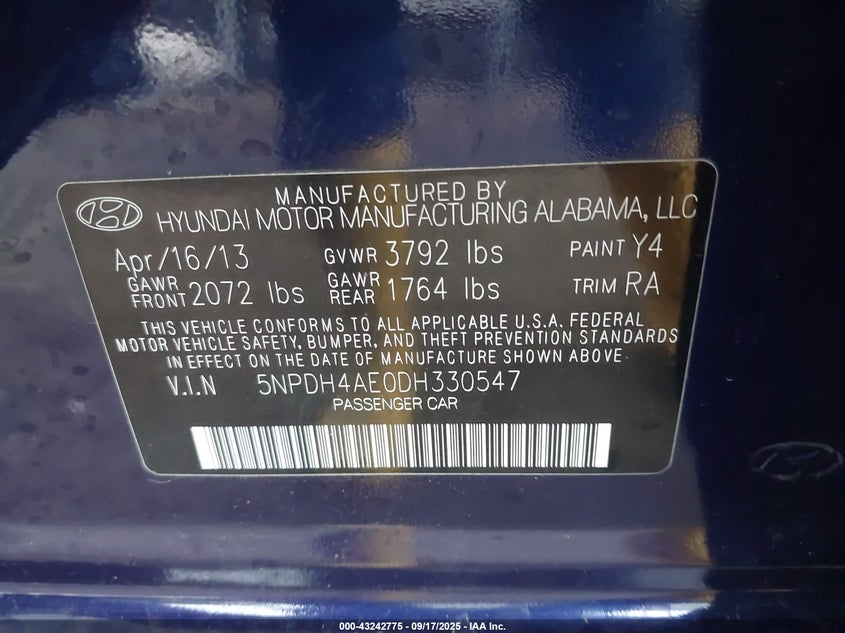 MANUFACTURED BY
HYUNDAI MOTOR MANUFACTURING ALABAMA, LLC
Apr/16/13 GVWR 3792 lbs PAINT Y4
GAWR FRONT 2072 lbs GAWR REAR 1764 lbs TRIM RA
THIS VEHICLE CONFORMS TO ALL APPLICABLE U.S.A. FEDERAL
MOTOR VEHICLE SAFETY, BUMPER, AND THEFT PREVENTION STANDARDS
IN EFFECT ON THE DATE OF MANUFACTURE SHOWN ABOVE.
V.I.N 5NPDH4AE0DH330547
PASSENGER CAR
000-43242775 - 09/17/2025 - IAA Inc.